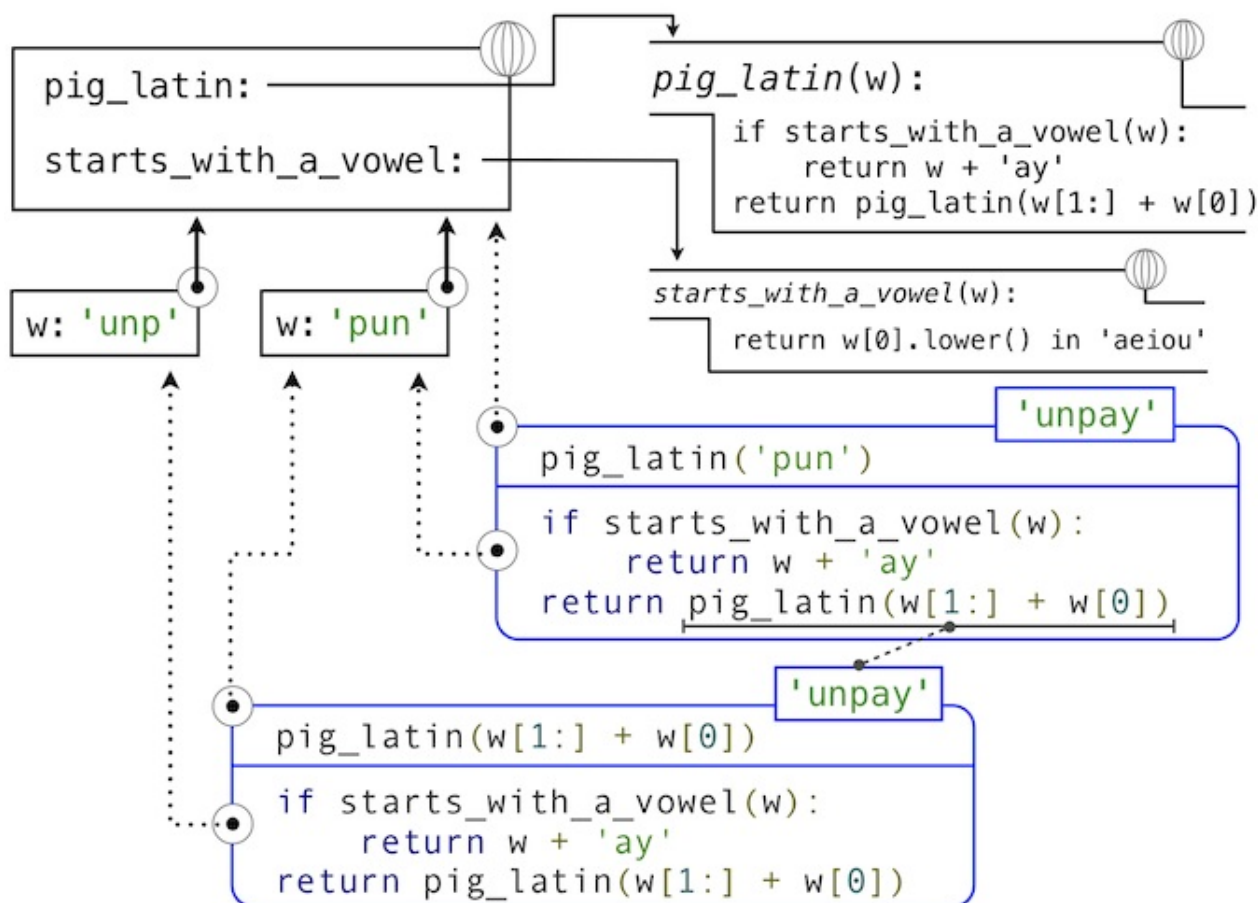 pig_latin:
starts_with_a_vowel:
pig_latin(w):
if starts_with_a_vowel(w):
return w + 'ay'
return pig_latin(w[1:] + w[0])
starts_with_a_vowel(w):
return w[0].lower() in 'aeiou'
w: 'unp'
w: 'pun'
'unpay'
pig_latin('pun')
if starts_with_a_vowel(w):
return w + 'ay'
return pig_latin(w[1:] + w[0])
'unpay'
pig_latin(w[1:] + w[0])
if starts_with_a_vowel(w):
return w + 'ay'
return pig_latin(w[1:] + w[0])